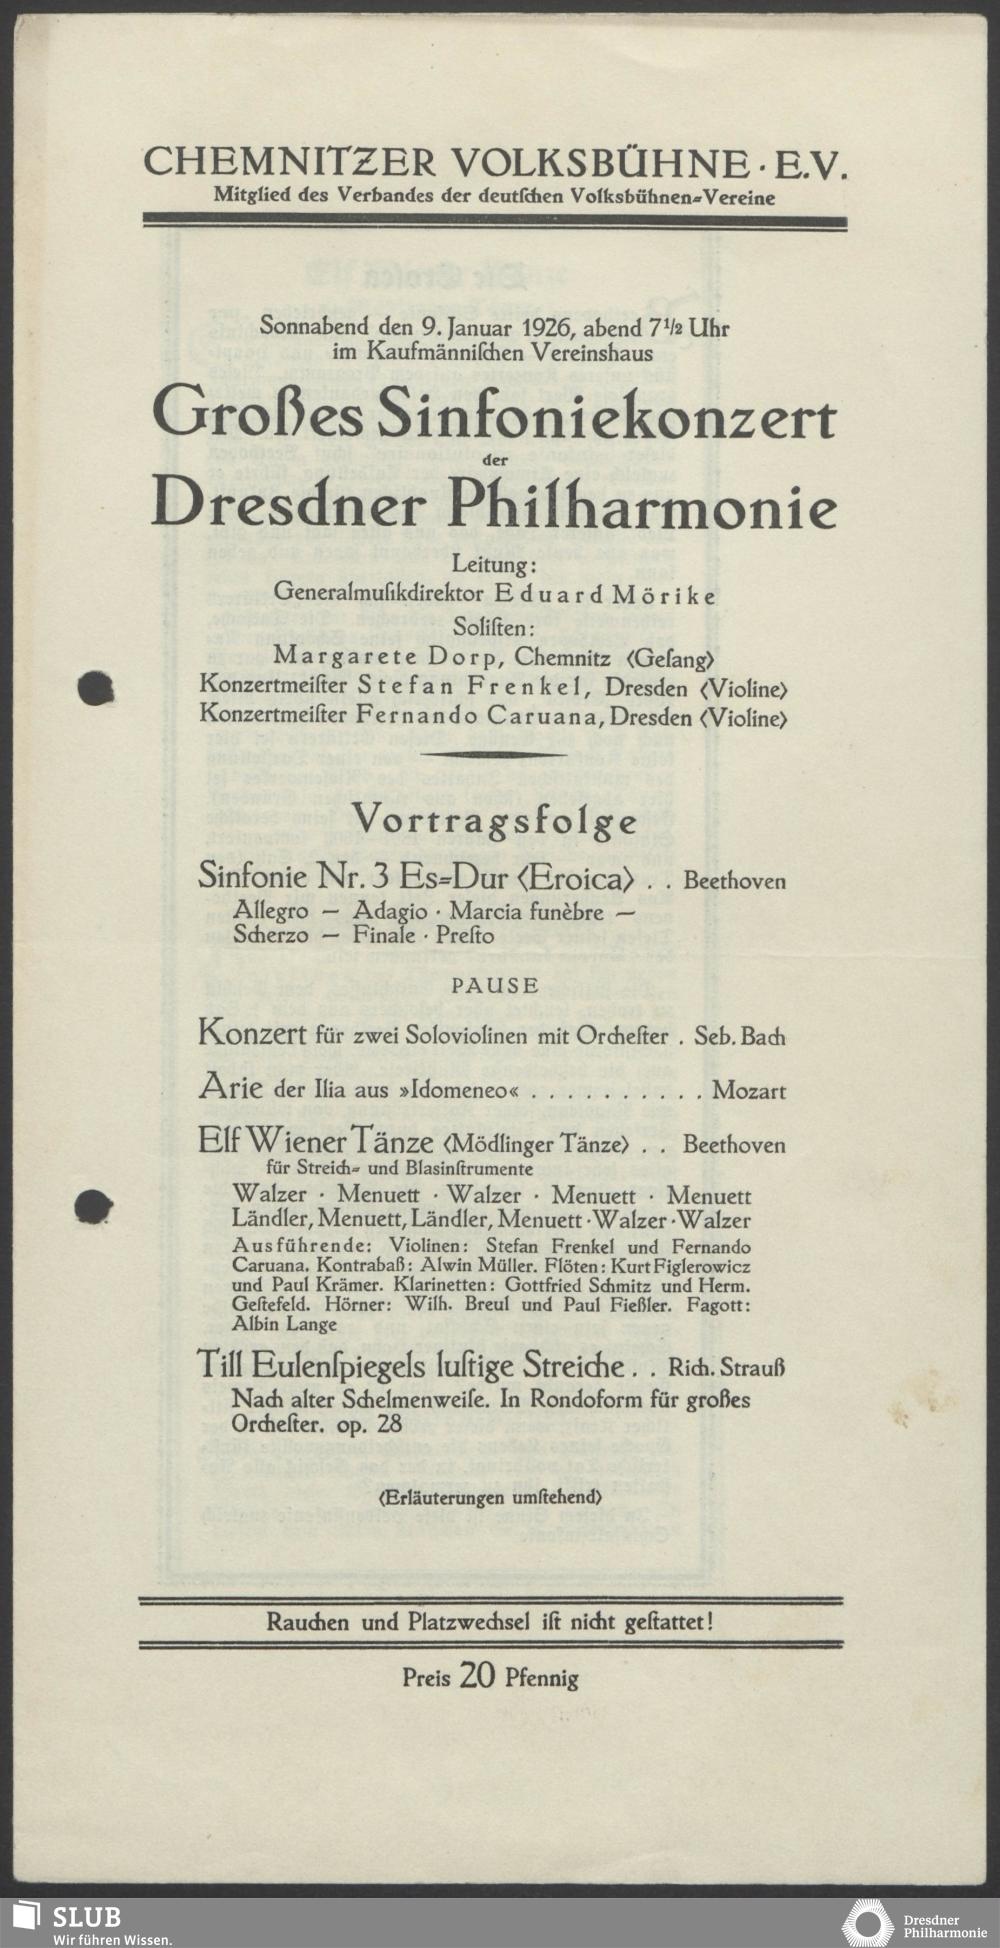 CHEMNITZER VOLKSBÜHNE · E.V.
Mitglied des Verbandes der deutſchen Volksbühnen-Vereine
Sonnabend den 9. Januar 1926, abend 7½ Uhr
im Kaufmänniſchen Vereinshaus
Großes Sinfoniekonzert
der
Dresdner Philharmonie
Leitung:
Generalmuſikdirektor Eduard Mörike
Soliſten:
Margarete Dorp, Chemnitz ⟨Geſang⟩
Konzertmeiſter Stefan Frenkel, Dresden ⟨Violine⟩
Konzertmeiſter Fernando Caruana, Dresden ⟨Violine⟩
Vortragsfolge
Sinfonie Nr. 3 Es-Dur ⟨Eroica⟩ . . Beethoven
Allegro — Adagio · Marcia funèbre —
Scherzo — Finale · Preſto
PAUSE
Konzert für zwei Soloviolinen mit Orcheſter . Seb. Bach
Arie der Ilia aus »Idomeneo« . . . . . . . . . . Mozart
Elf Wiener Tänze ⟨Mödlinger Tänze⟩ . . Beethoven
für Streich- und Blasinſtrumente
Walzer · Menuett · Walzer · Menuett · Menuett
Ländler, Menuett, Ländler, Menuett · Walzer · Walzer
Ausführende: Violinen: Stefan Frenkel und Fernando
Caruana. Kontrabaß: Alwin Müller. Flöten: Kurt Figlerowicz
und Paul Krämer. Klarinetten: Gottfried Schmitz und Herm.
Geſtefeld. Hörner: Wilh. Breul und Paul Fießler. Fagott:
Albin Lange
Till Eulenſpiegels luſtige Streiche . . Rich. Strauß
Nach alter Schelmenweiſe. In Rondoform für großes
Orcheſter. op. 28
⟨Erläuterungen umſtehend⟩
Rauchen und Platzwechsel iſt nicht geſtattet!
Preis 20 Pfennig
SLUB
Wir führen Wissen.
Dresdner
Philharmonie